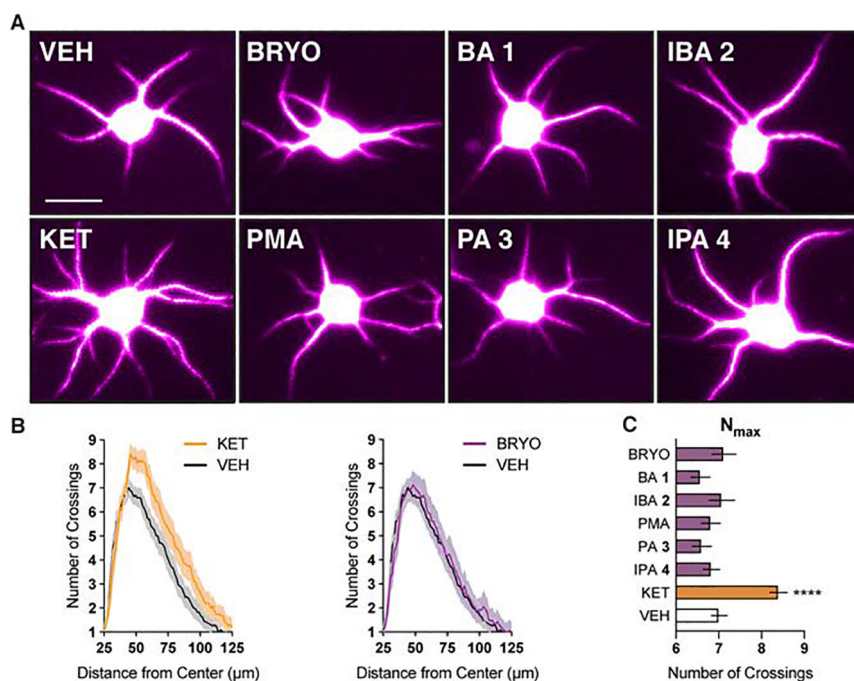 A
VEH BRYO BA 1 IBA 2
KET PMA PA 3 IPA 4
B
KET
VEH
Number of Crossings
9
8
7
6
5
4
3
2
1
25 50 75 100 125
Distance from Center (µm)
BRYO
VEH
Number of Crossings
9
8
7
6
5
4
3
2
1
25 50 75 100 125
Distance from Center (µm)
C
Nmax
BRYO
BA 1
IBA 2
PMA
PA 3
IPA 4
KET ****
VEH
6 7 8 9
Number of Crossings